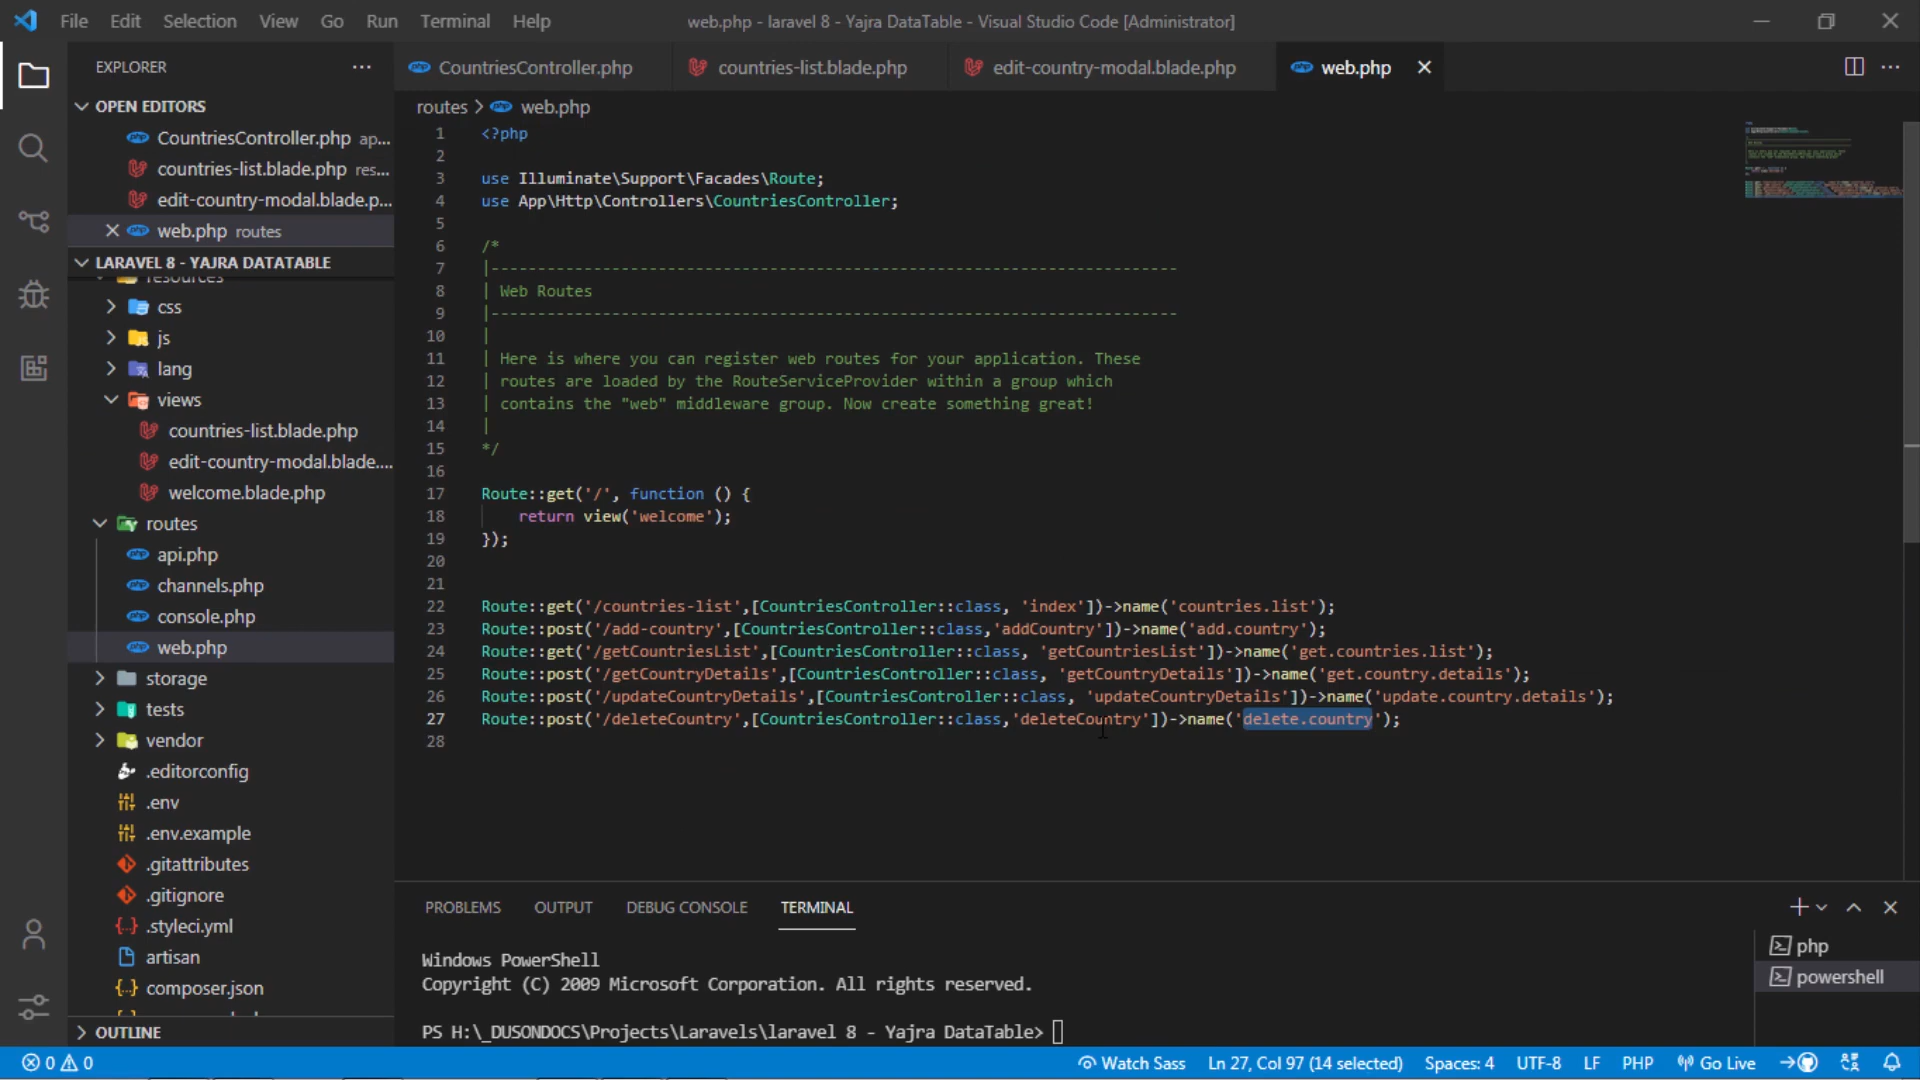 File Edit Selection View Go Run Terminal Help
web.php - laravel 8 - Yajra DataTable - Visual Studio Code [Administrator]
EXPLORER
OPEN EDITORS
CountriesController.php ap...
countries-list.blade.php res...
edit-country-modal.blade.p...
web.php routes
LARAVEL 8 - YAJRA DATATABLE
resources
css
js
lang
views
countries-list.blade.php
edit-country-modal.blade....
welcome.blade.php
routes
api.php
channels.php
console.php
web.php
storage
tests
vendor
.editorconfig
.env
.env.example
.gitattributes
.gitignore
.styleci.yml
artisan
composer.json
OUTLINE
CountriesController.php
countries-list.blade.php
edit-country-modal.blade.php
web.php
routes > web.php
1 <?php
2
3 use Illuminate\Support\Facades\Route;
4 use App\Http\Controllers\CountriesController;
5
6 /*
7 |--------------------------------------------------------------------------
8 | Web Routes
9 |--------------------------------------------------------------------------
10 |
11 | Here is where you can register web routes for your application. These
12 | routes are loaded by the RouteServiceProvider within a group which
13 | contains the "web" middleware group. Now create something great!
14 |
15 */
16
17 Route::get('/', function () {
18 return view('welcome');
19 });
20
21
22 Route::get('/countries-list',[CountriesController::class, 'index'])->name('countries.list');
23 Route::post('/add-country',[CountriesController::class,'addCountry'])->name('add.country');
24 Route::get('/getCountriesList',[CountriesController::class, 'getCountriesList'])->name('get.countries.list');
25 Route::post('/getCountryDetails',[CountriesController::class, 'getCountryDetails'])->name('get.country.details');
26 Route::post('/updateCountryDetails',[CountriesController::class, 'updateCountryDetails'])->name('update.country.details');
27 Route::post('/deleteCountry',[CountriesController::class,'deleteCountry'])->name('delete.country');
28
PROBLEMS OUTPUT DEBUG CONSOLE TERMINAL
Windows PowerShell
Copyright (C) 2009 Microsoft Corporation. All rights reserved.
PS H:\_DUSONDOCS\Projects\Laravels\laravel 8 - Yajra DataTable>
php
powershell
0 0
Watch Sass Ln 27, Col 97 (14 selected) Spaces: 4 UTF-8 LF PHP Go Live